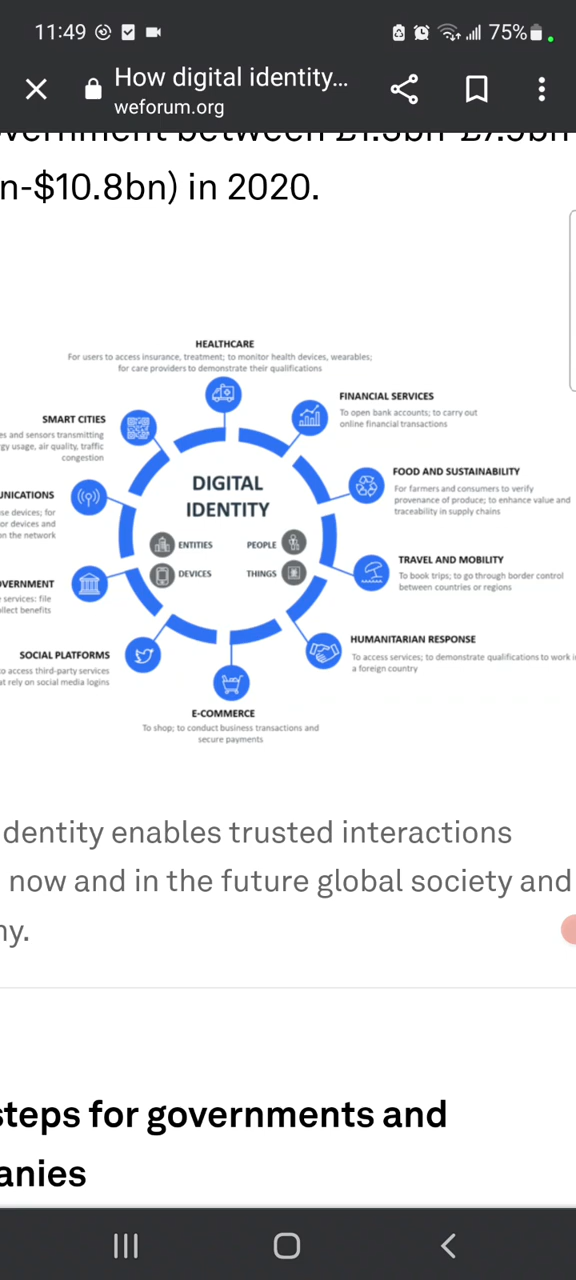 11:49
75%
How digital identity...
weforum.org
n-$10.8bn) in 2020.
HEALTHCARE
For users to access insurance, treatment; to monitor health devices, wearables;
for care providers to demonstrate their qualifications
FINANCIAL SERVICES
To open bank accounts; to carry out
online financial transactions
SMART CITIES
es and sensors transmitting
gy usage, air quality, traffic
congestion
FOOD AND SUSTAINABILITY
For farmers and consumers to verify
provenance of produce; to enhance value and
traceability in supply chains
UNICATIONS
se devices; for
or devices and
n the network
DIGITAL
IDENTITY
ENTITIES
PEOPLE
DEVICES
THINGS
TRAVEL AND MOBILITY
To book trips; to go through border control
between countries or regions
VERNMENT
services: file
llect benefits
HUMANITARIAN RESPONSE
To access services; to demonstrate qualifications to work i
a foreign country
SOCIAL PLATFORMS
o access third-party services
at rely on social media logins
E-COMMERCE
To shop; to conduct business transactions and
secure payments
dentity enables trusted interactions
now and in the future global society and
ny.
steps for governments and
anies